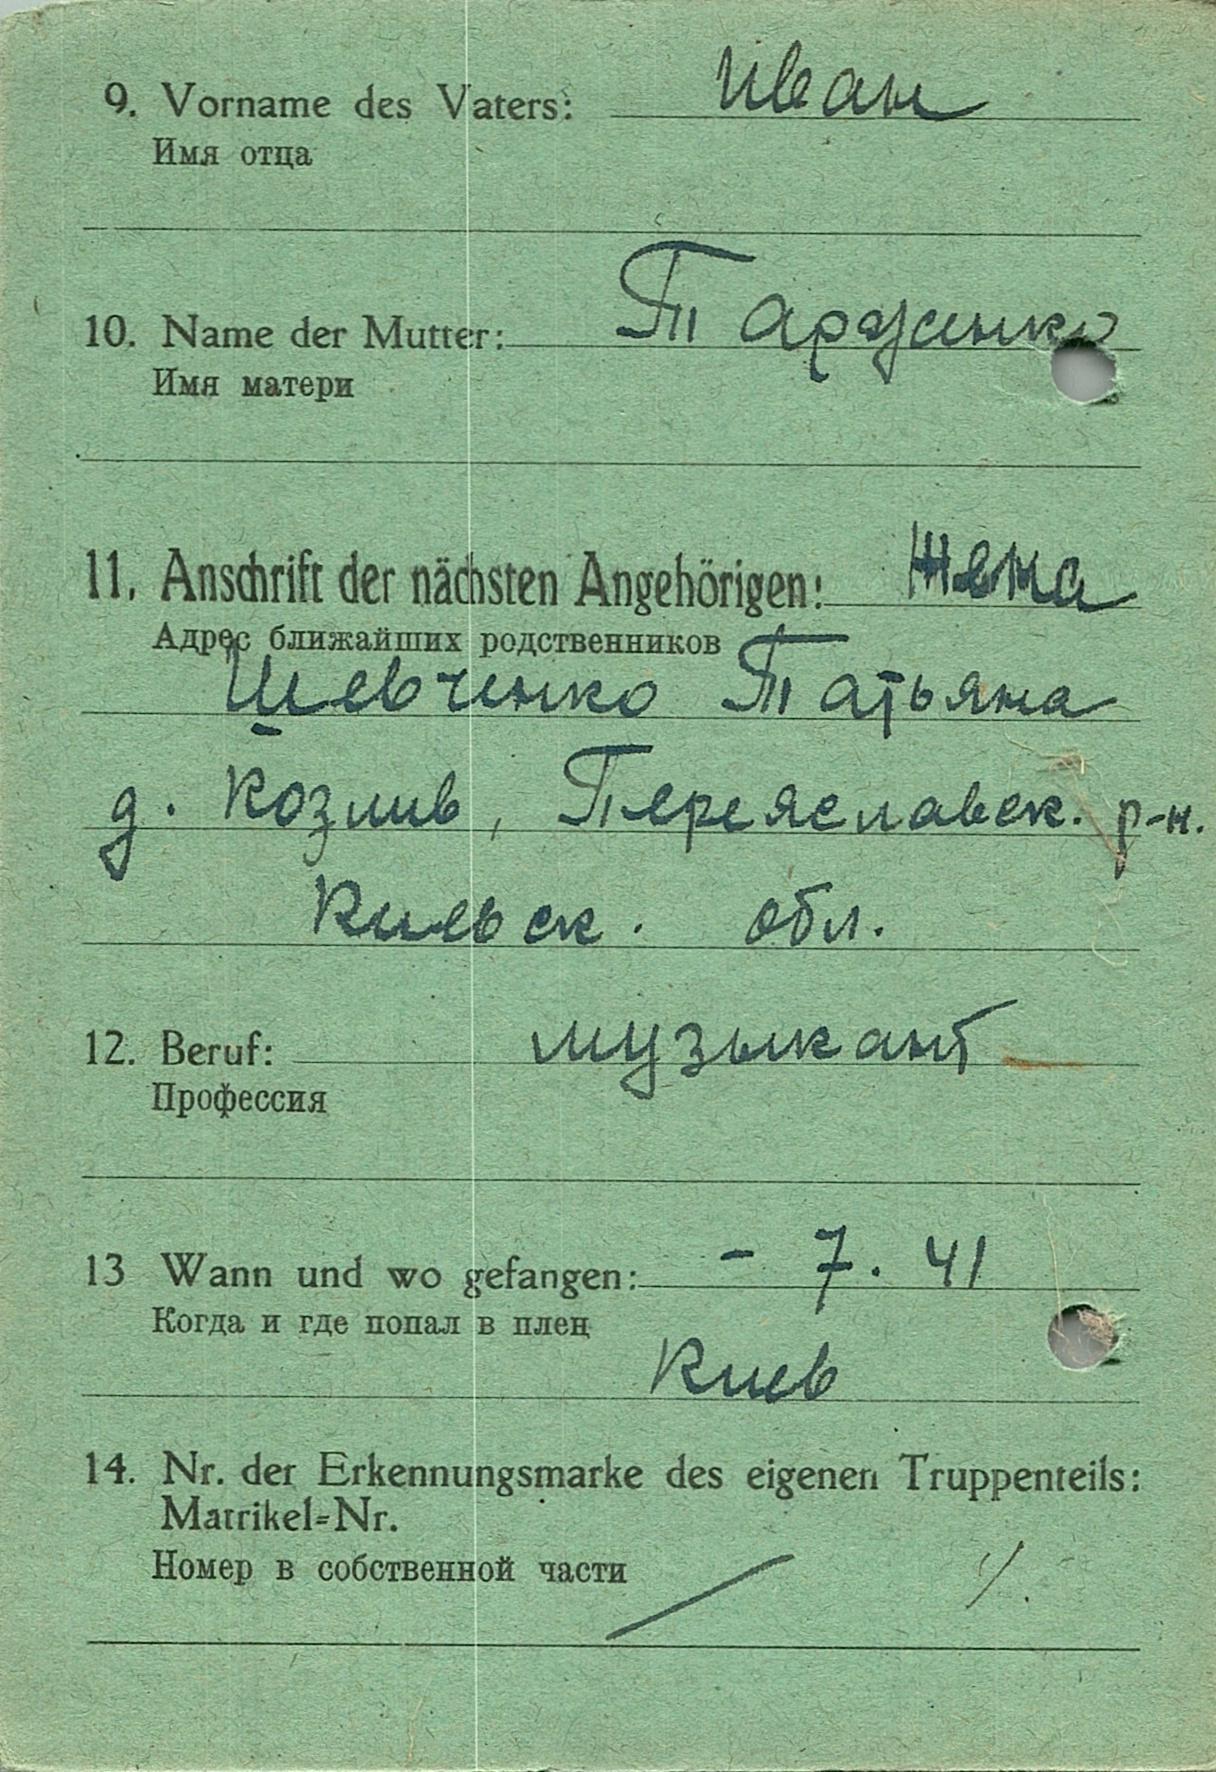 9. Vorname des Vaters: Иван
Имя отца
10. Name der Mutter:
Имя матери
11. Anschrift der nächsten Angehörigen: Жена
Адрес ближайших родственников
Шевченко Татьяна
д. Козлив, Переяславск. р-н.
Киевск. обл.
12. Beruf: музыкант
Профессия
13 Wann und wo gefangen: - 7. 41
Когда и где попал в плен
Киев
14. Nr. der Erkennungsmarke des eigenen Truppenteils:
Matrikel=Nr.
Номер в собственной части